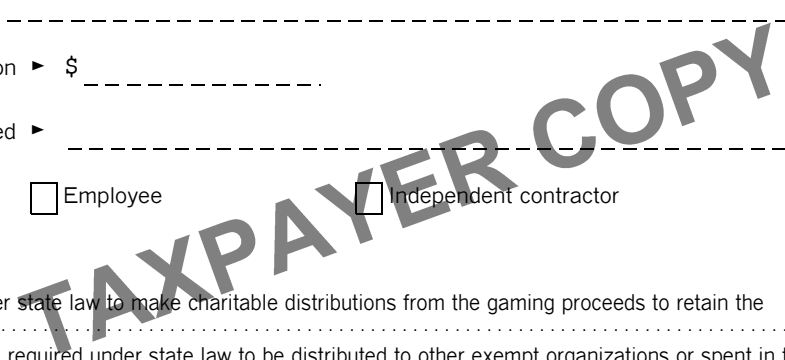 on ► $
ed ►
Employee Independent contractor
TAXPAYER COPY
er state law to make charitable distributions from the gaming proceeds to retain the
required under state law to be distributed to other exempt organizations or spent in t